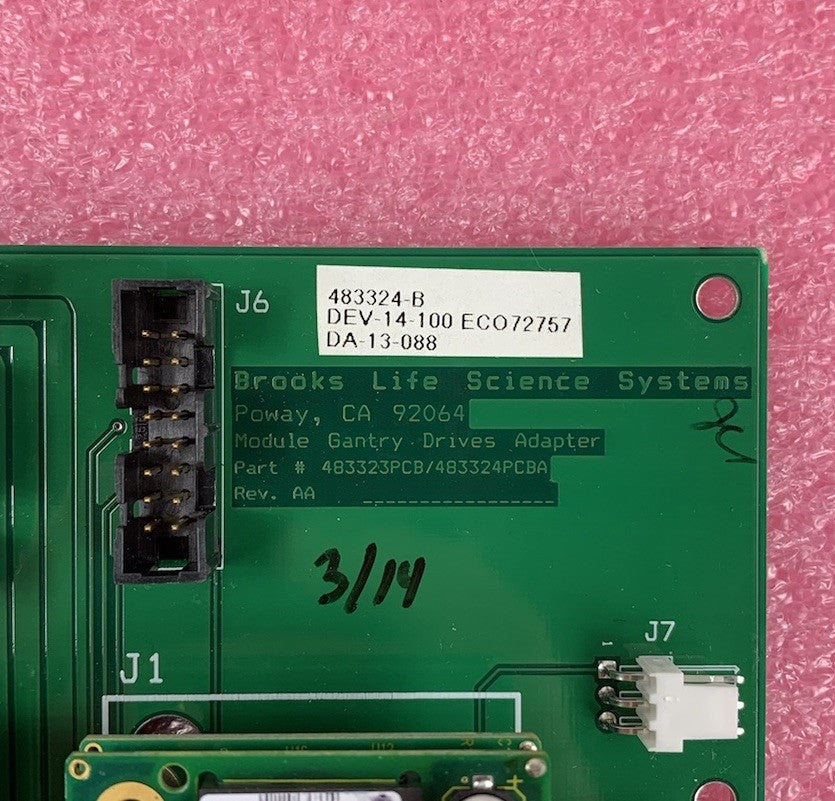 J6
483324-B
DEV-14-100 ECO72757
DA-13-088
Brooks Life Science Systems
Poway, CA 92064
Module Gantry Drives Adapter
Part # 483323PCB/483324PCBA
Rev. AA
3/14
J7
1
J1